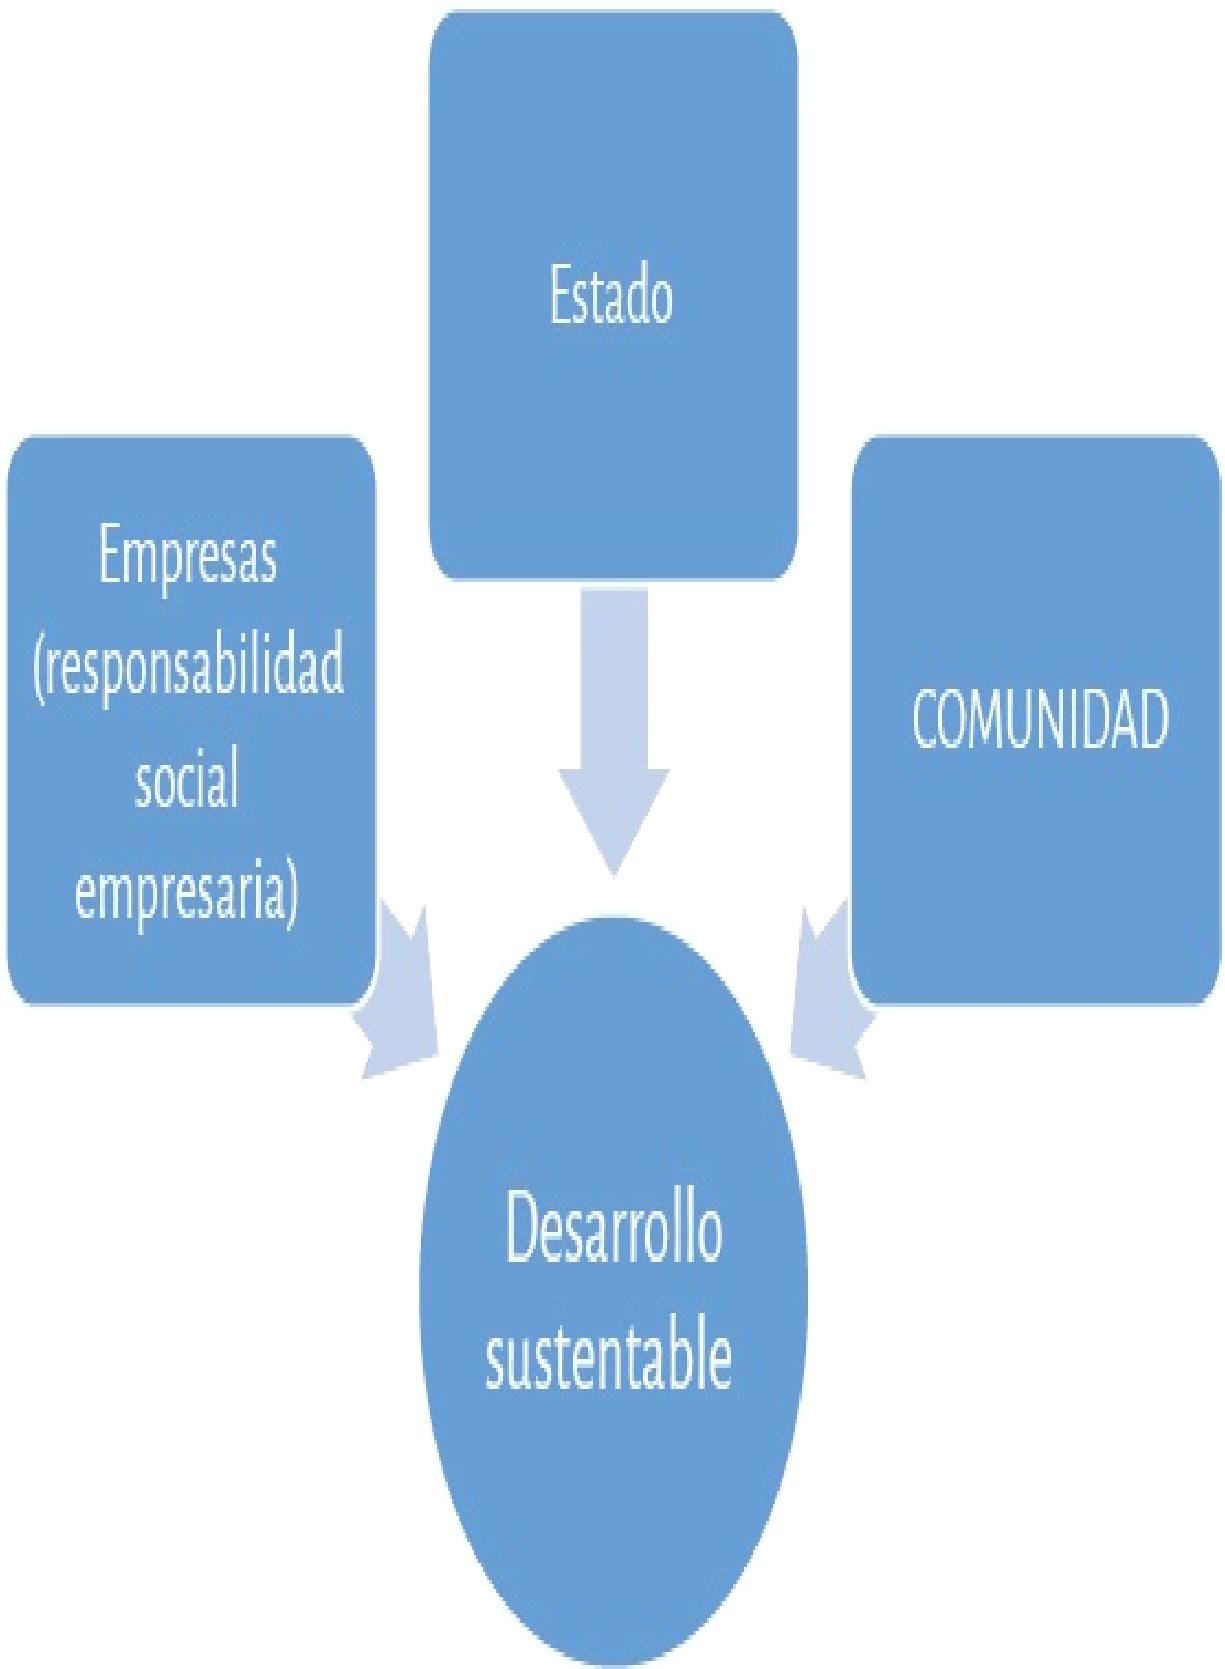 Estado
Empresas
(responsabilidad
social
empresaria)
COMUNIDAD
Desarrollo
sustentable